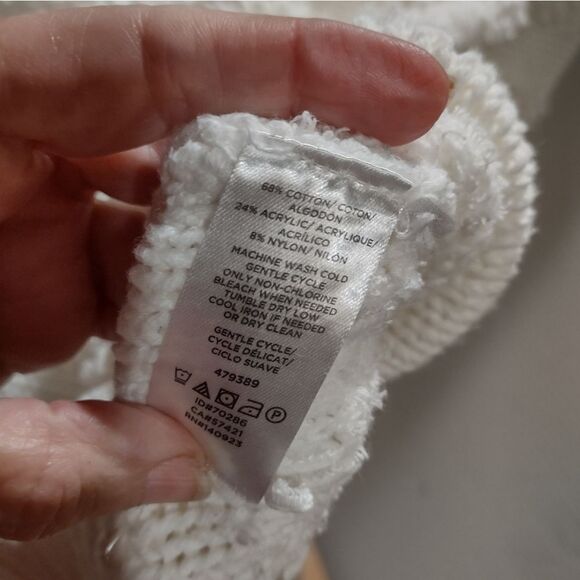 68% COTTON/ COTON/
ALGODÓN
24% ACRYLIC/ ACRYLIQUE/
ACRÍLICO
8% NYLON/ NILÓN
MACHINE WASH COLD
GENTLE CYCLE
ONLY NON-CHLORINE
BLEACH WHEN NEEDED
TUMBLE DRY LOW
COOL IRON IF NEEDED
OR DRY CLEAN
GENTLE CYCLE/
CYCLE DÉLICAT/
CICLO SUAVE
479389
P
ID#70286
CA#57421
RN#140923